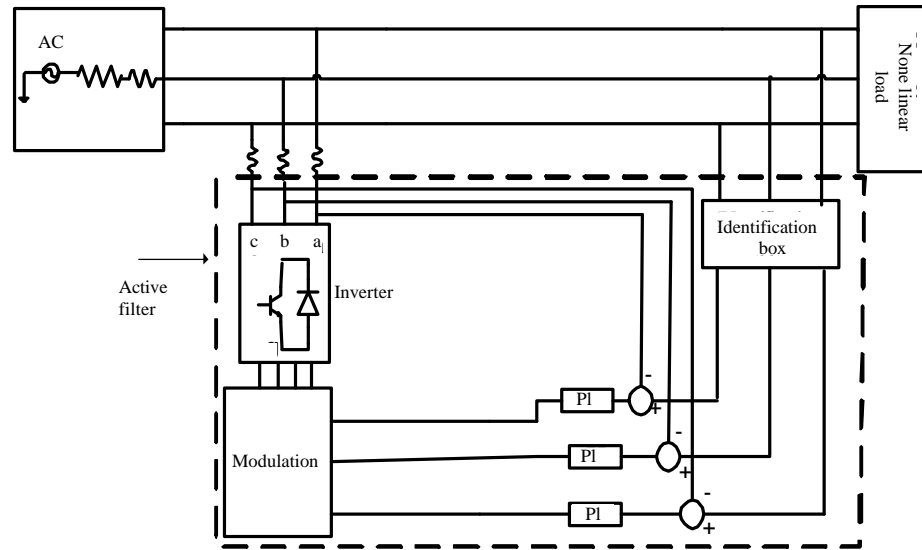 AC
None linear
load
c b a
Identification
box
Active
filter
Inverter
-
Pl
+
-
Modulation
Pl
+
-
Pl
+